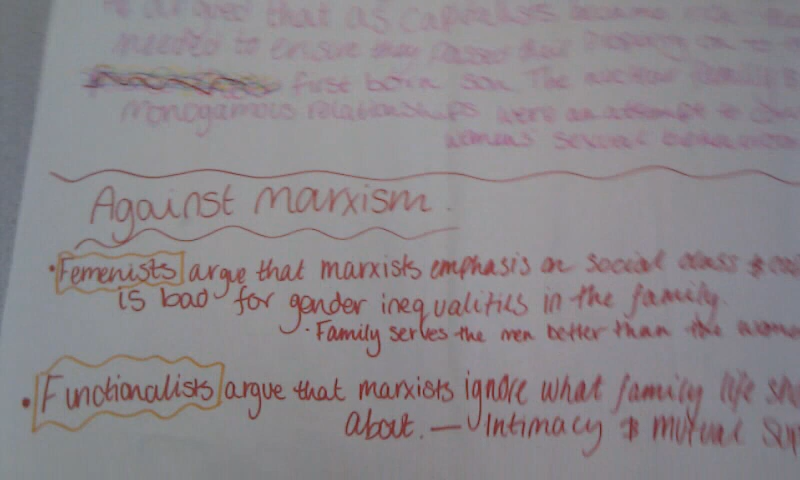 argued that as capitalists became rich
needed to ensure they passed their property on to
first born son. The nuclear family &
monogamous relationships were an attempt to
womens sexual
Against marxism.
• Femenists argue that marxists emphasis on social class &
is bad for gender inequalities in the family.
· Family serves the men better than the
• Functionalists argue that marxists ignore what family life
about. — Intimacy & mutual